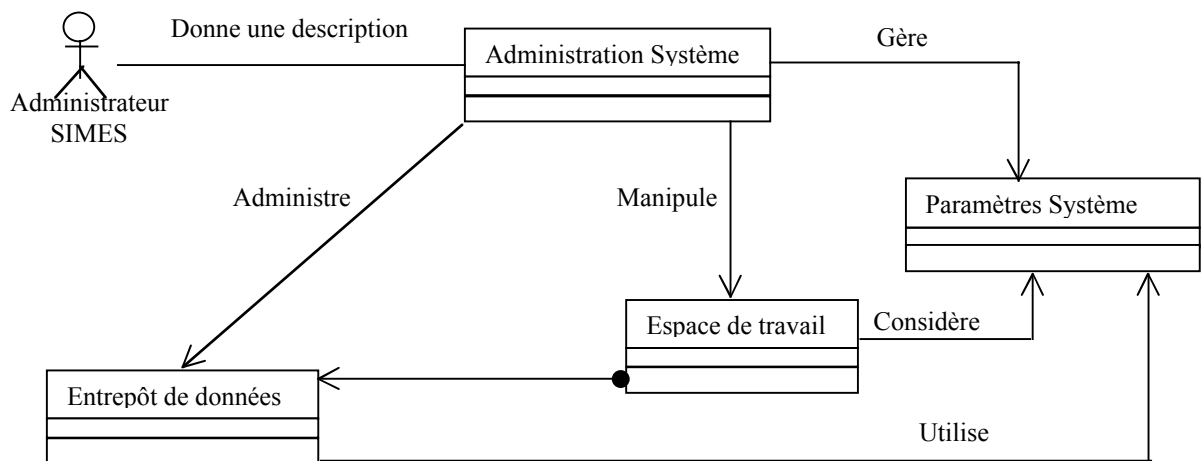 Donne une description
Administration Système
Gère
Administrateur
SIMES
Administre
Manipule
Paramètres Système
Espace de travail
Considère
Entrepôt de données
Utilise